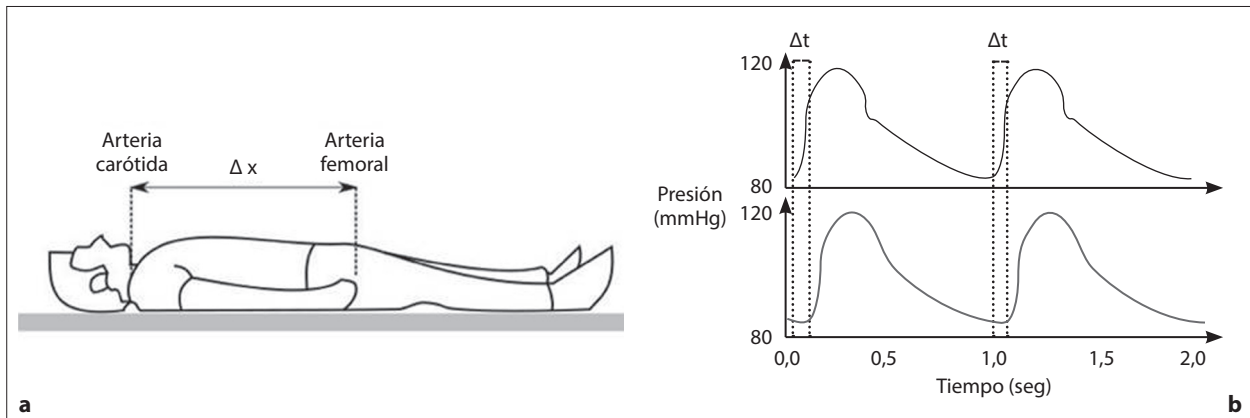 Arteria
carótida
Δ x
Arteria
femoral
a
Δt
Δt
120
80
Presión
(mmHg)
120
80
0,0
0,5
1,0
1,5
2,0
Tiempo (seg)
b